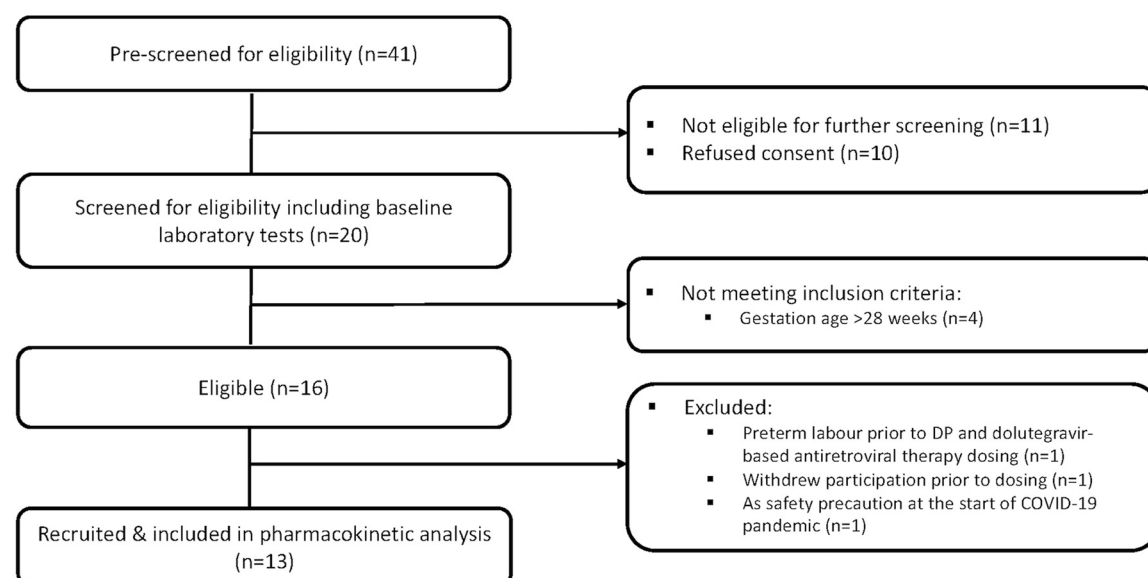 Pre-screened for eligibility (n=41)
▪ Not eligible for further screening (n=11)
▪ Refused consent (n=10)
Screened for eligibility including baseline
laboratory tests (n=20)
▪ Not meeting inclusion criteria:
▪ Gestation age >28 weeks (n=4)
Eligible (n=16)
▪ Excluded:
▪ Preterm labour prior to DP and dolutegravir-
based antiretroviral therapy dosing (n=1)
▪ Withdrew participation prior to dosing (n=1)
▪ As safety precaution at the start of COVID-19
pandemic (n=1)
Recruited & included in pharmacokinetic analysis
(n=13)